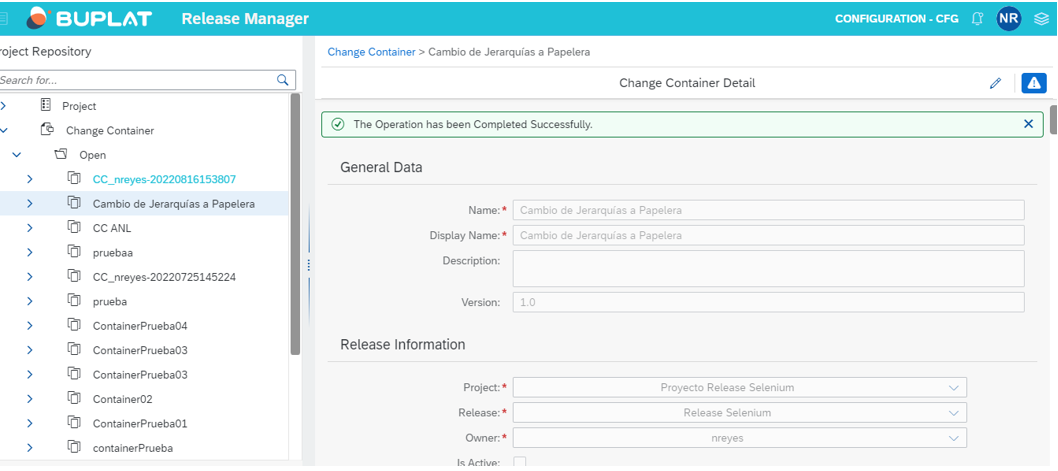 BUPLAT Release Manager CONFIGURATION - CFG NR
roject Repository
Search for...
Project
Change Container
Open
CC_nreyes-20220816153807
Cambio de Jerarquías a Papelera
CC ANL
pruebaa
CC_nreyes-20220725145224
prueba
ContainerPrueba04
ContainerPrueba03
ContainerPrueba03
Container02
ContainerPrueba01
containerPrueba
Change Container > Cambio de Jerarquías a Papelera
Change Container Detail
The Operation has been Completed Successfully.
General Data
Name:* Cambio de Jerarquías a Papelera
Display Name:* Cambio de Jerarquías a Papelera
Description:
Version: 1.0
Release Information
Project:* Proyecto Release Selenium
Release:* Release Selenium
Owner:* nreyes
Is Active: